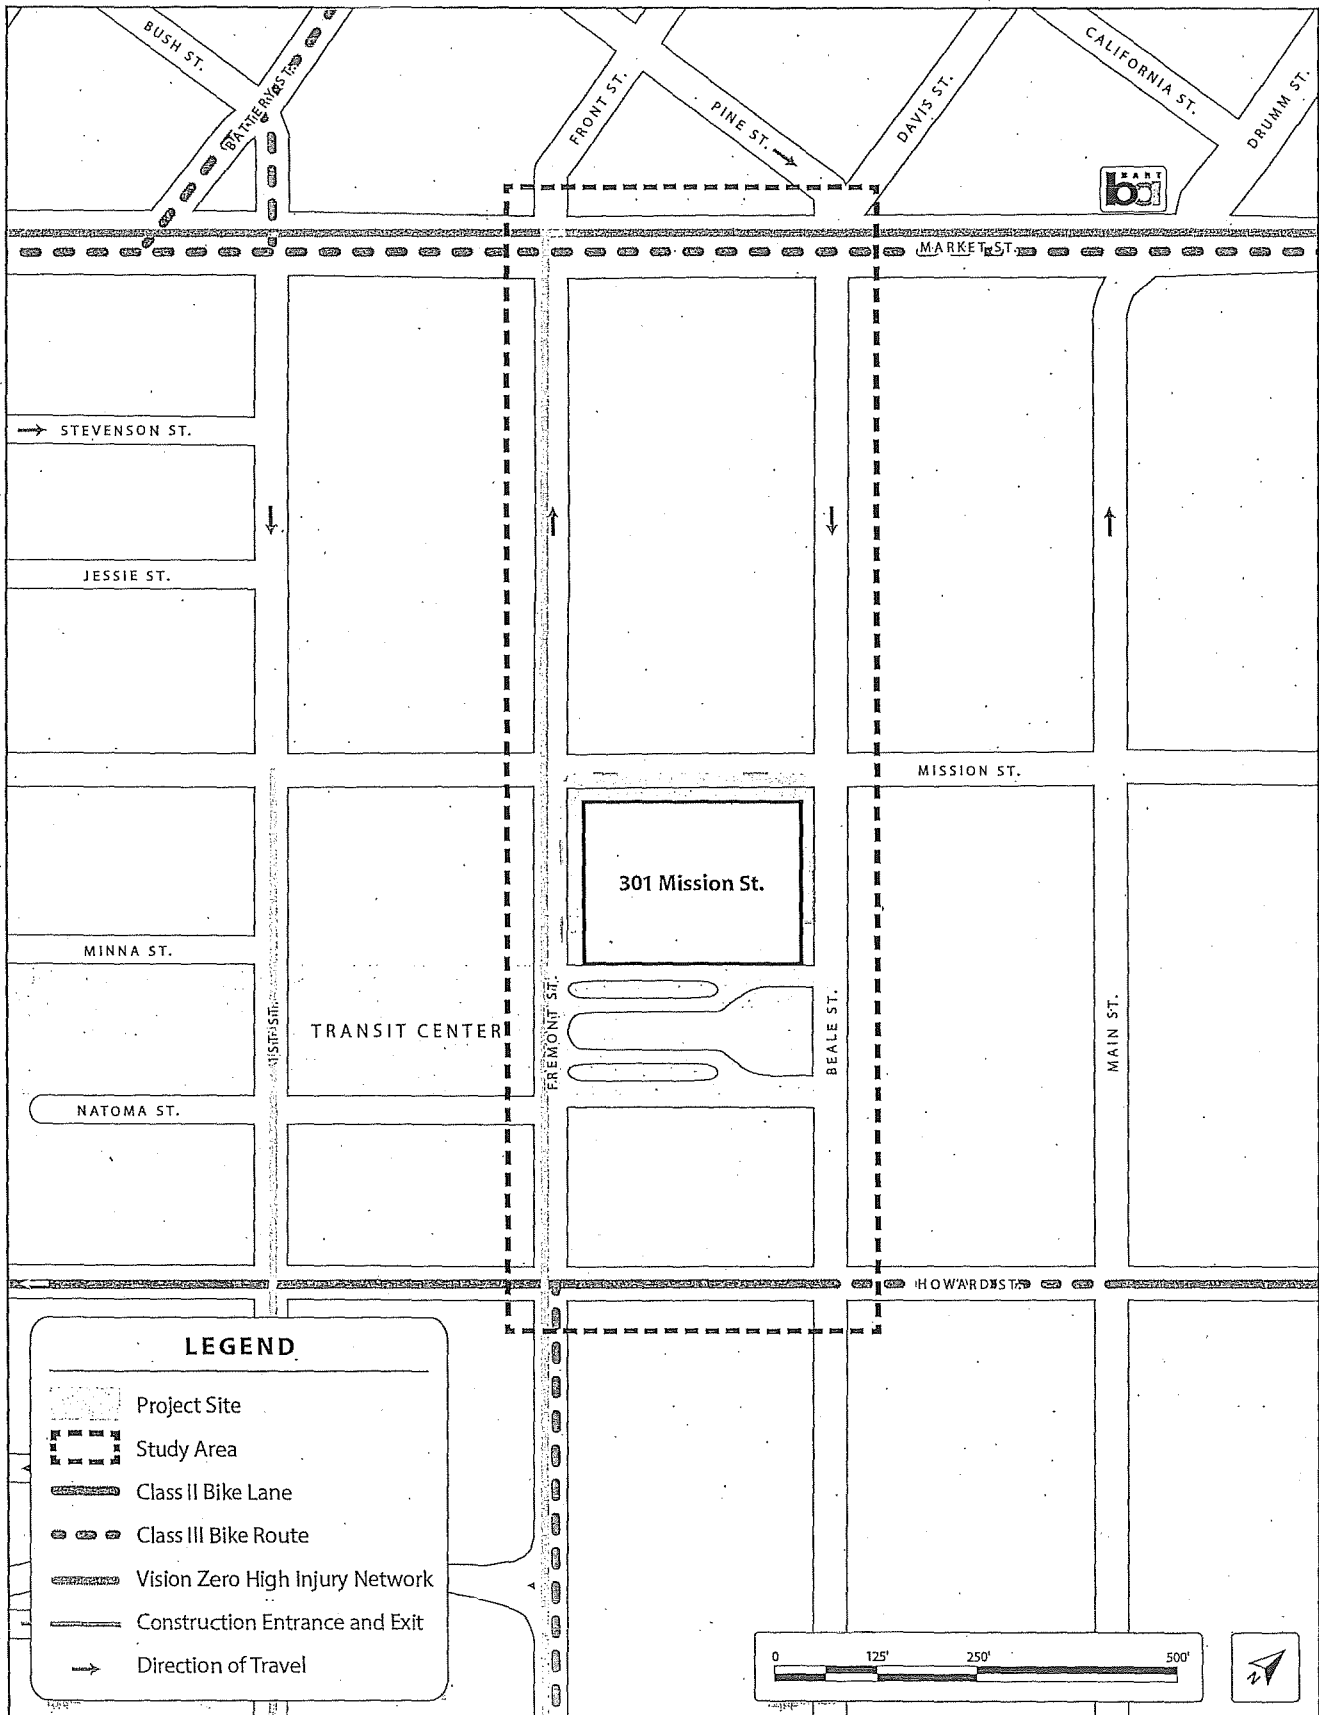 BUSH ST.
BATTERY ST.
FRONT ST.
PINE ST.
DAVIS ST.
CALIFORNIA ST.
DRUMM ST.
BART
ba
MARKET ST.
STEVENSON ST.
JESSIE ST.
MISSION ST.
301 Mission St.
MINNA ST.
1ST ST.
TRANSIT CENTER
FREMONT ST.
BEALE ST.
MAIN ST.
NATOMA ST.
HOWARD ST.
LEGEND
Project Site
Study Area
Class II Bike Lane
Class III Bike Route
Vision Zero High Injury Network
Construction Entrance and Exit
Direction of Travel
0 125' 250' 500'
N